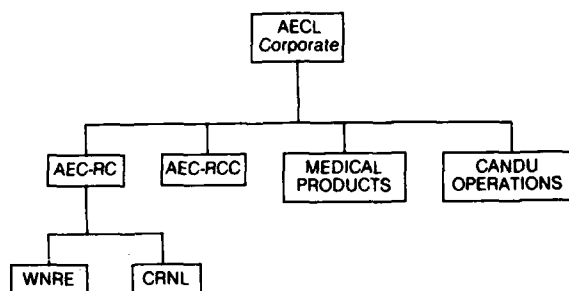 AECL
Corporate
AEC-RC
AEC-RCC
MEDICAL
PRODUCTS
CANDU
OPERATIONS
WNRE
CRNL